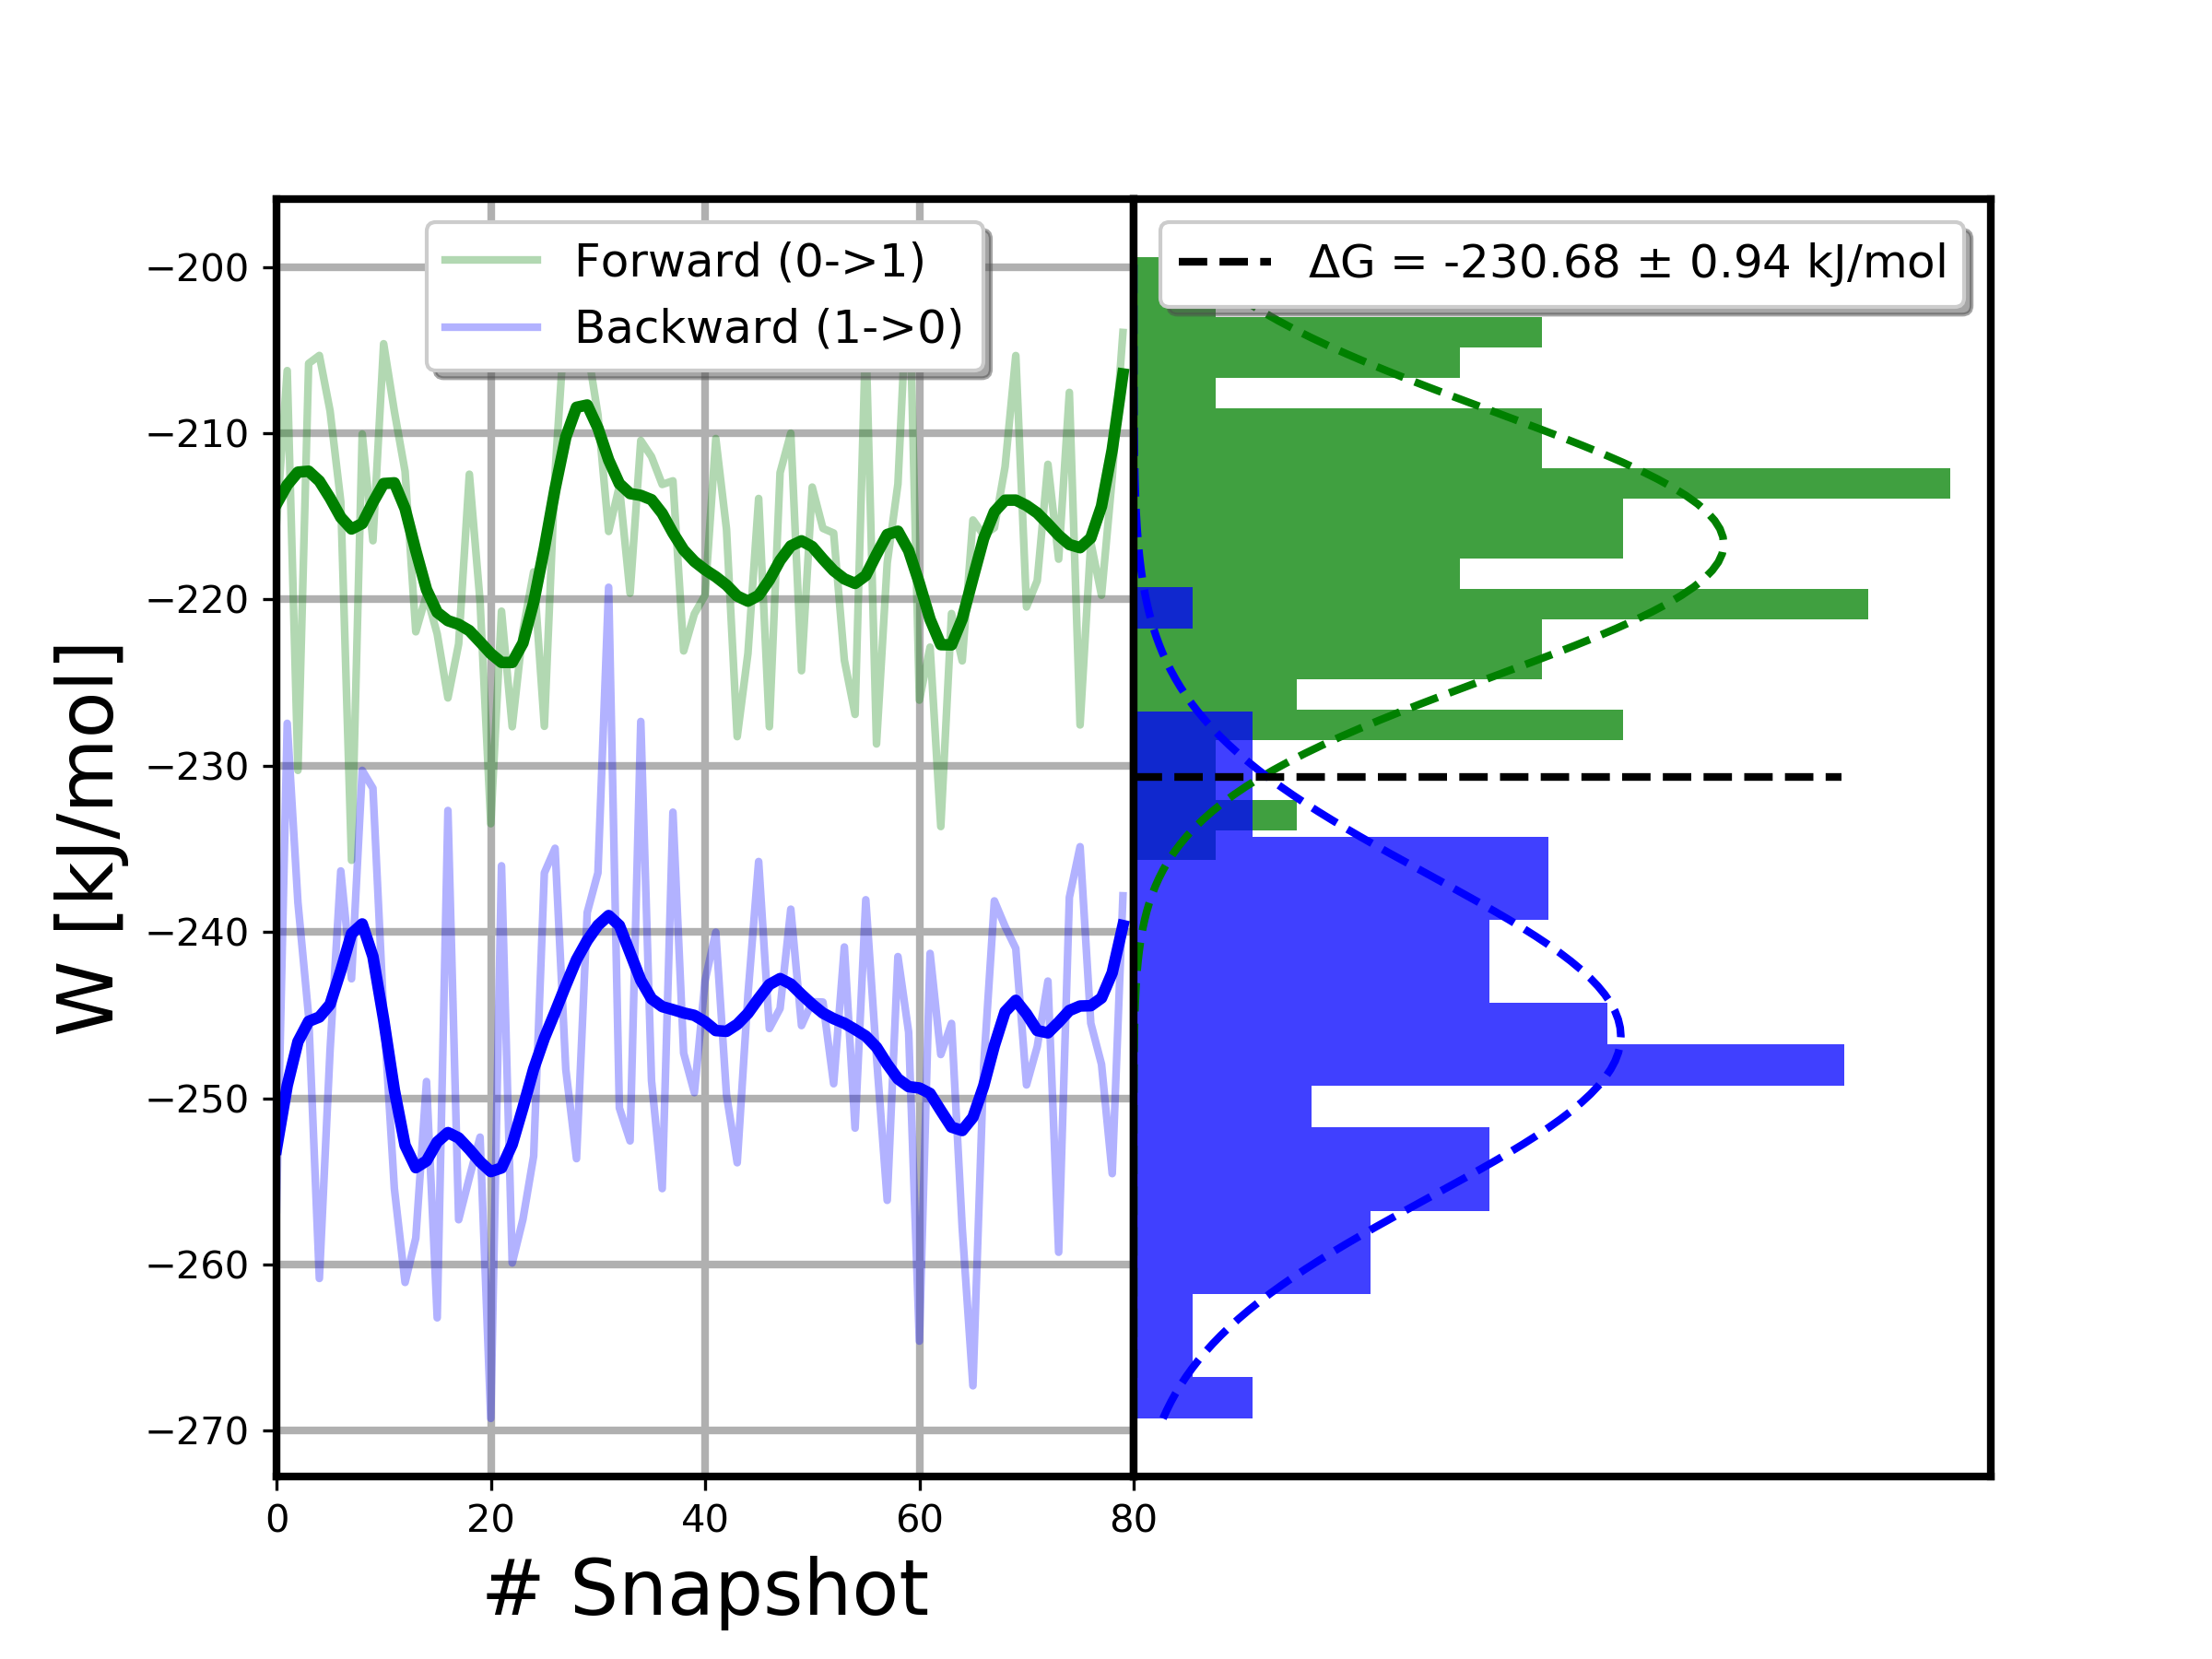 Forward (0->1)
Backward (1->0)
ΔG = -230.68 ± 0.94 kJ/mol
W [kJ/mol]
−200
−210
−220
−230
−240
−250
−260
−270
0 20 40 60 80
# Snapshot